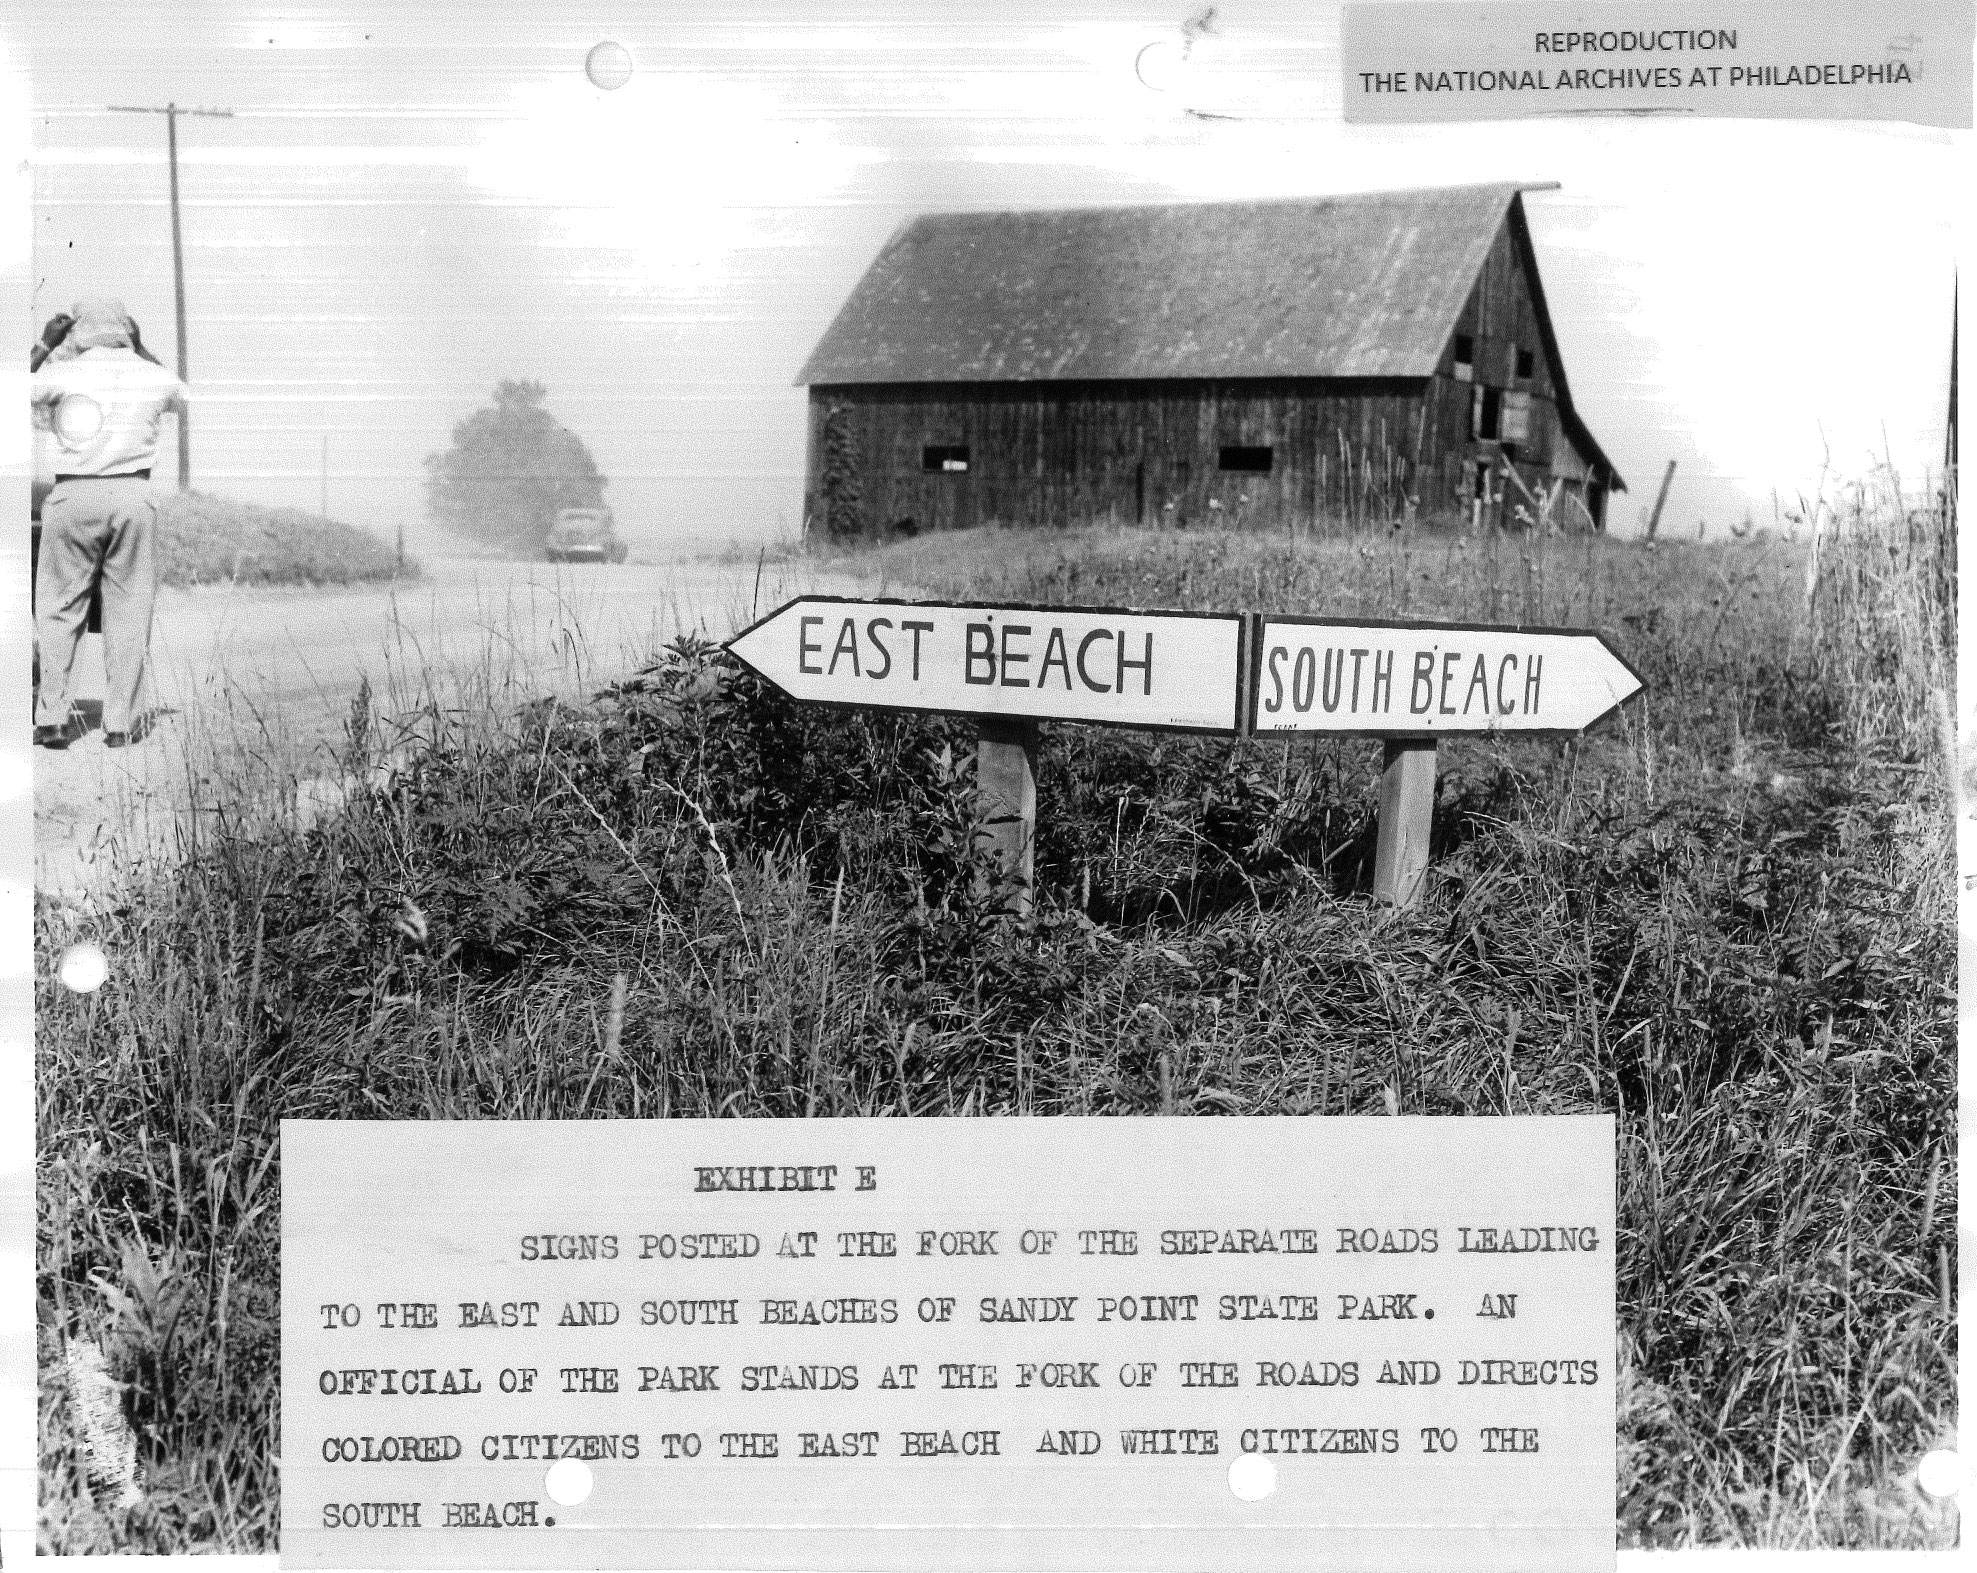 REPRODUCTION
THE NATIONAL ARCHIVES AT PHILADELPHIA
EAST BEACH
SOUTH BEACH
EXHIBIT E
SIGNS POSTED AT THE FORK OF THE SEPARATE ROADS LEADING
TO THE EAST AND SOUTH BEACHES OF SANDY POINT STATE PARK. AN
OFFICIAL OF THE PARK STANDS AT THE FORK OF THE ROADS AND DIRECTS
COLORED CITIZENS TO THE EAST BEACH AND WHITE CITIZENS TO THE
SOUTH BEACH.